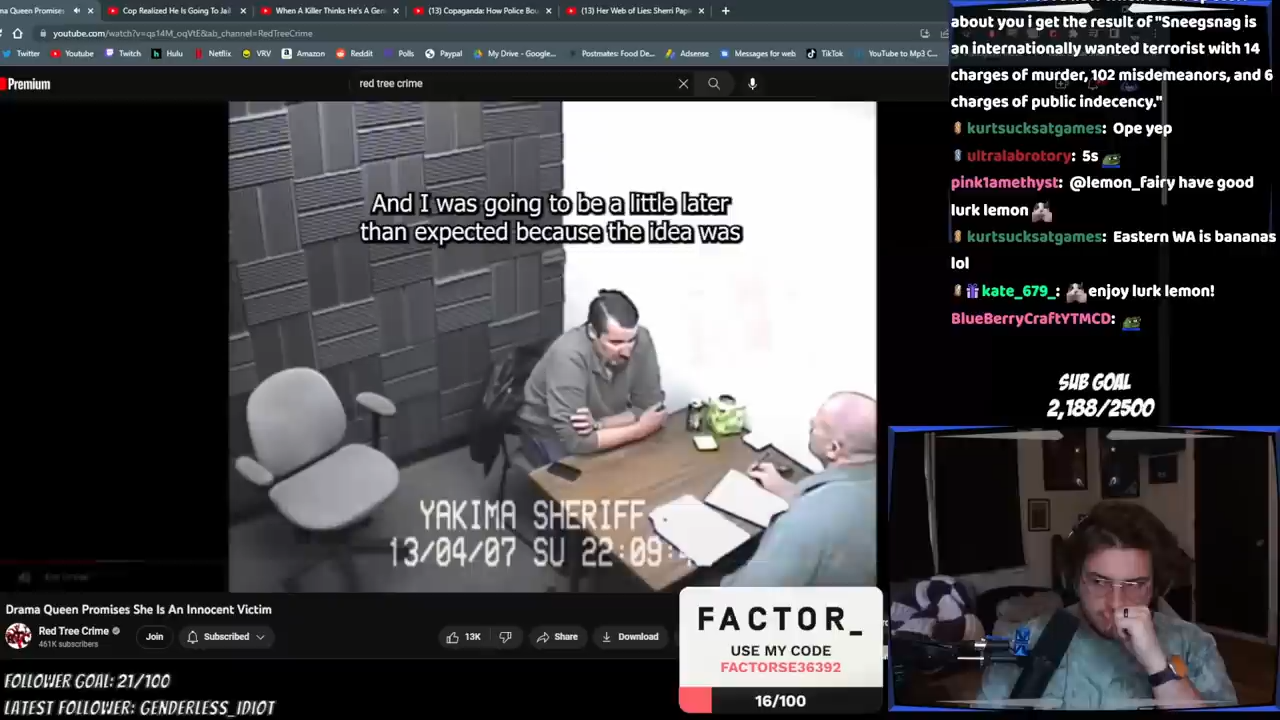 ma Queen Promises
Cop Realized He Is Going To Jail
When A Killer Thinks He's A Gen
(13) Copaganda: How Police Bou
(13) Her Web of Lies: Sherri Pap
youtube.com/watch?v=qs14M_oqVtE&ab_channel=RedTreeCrime
Twitter
YouTube
Twitch
Hulu
Netflix
VRV
Amazon
Reddit
Polls
Paypal
My Drive - Google...
Postmates: Food De...
Adsense
Messages for web
TikTok
YouTube to Mp3 C...
Premium
red tree crime
And I was going to be a little later
than expected because the idea was
YAKIMA SHERIFF
13/04/07 SU 22:09:
Drama Queen Promises She Is An Innocent Victim
Red Tree Crime
461K subscribers
Join
Subscribed
13K
Share
Download
FOLLOWER GOAL: 21/100
LATEST FOLLOWER: GENDERLESS_IDIOT
FACTOR_
USE MY CODE
FACTORSE36392
16/100
about you i get the result of "Sneegsnag is
an internationally wanted terrorist with 14
charges of murder, 102 misdemeanors, and 6
charges of public indecency."
kurtsucksatgames: Ope yep
ultralabrotory: 5s
pink1amethyst: @lemon_fairy have good
lurk lemon
kurtsucksatgames: Eastern WA is bananas
lol
kate_679_: enjoy lurk lemon!
BlueBerryCraftYTMCD:
SUB GOAL
2,188/2500